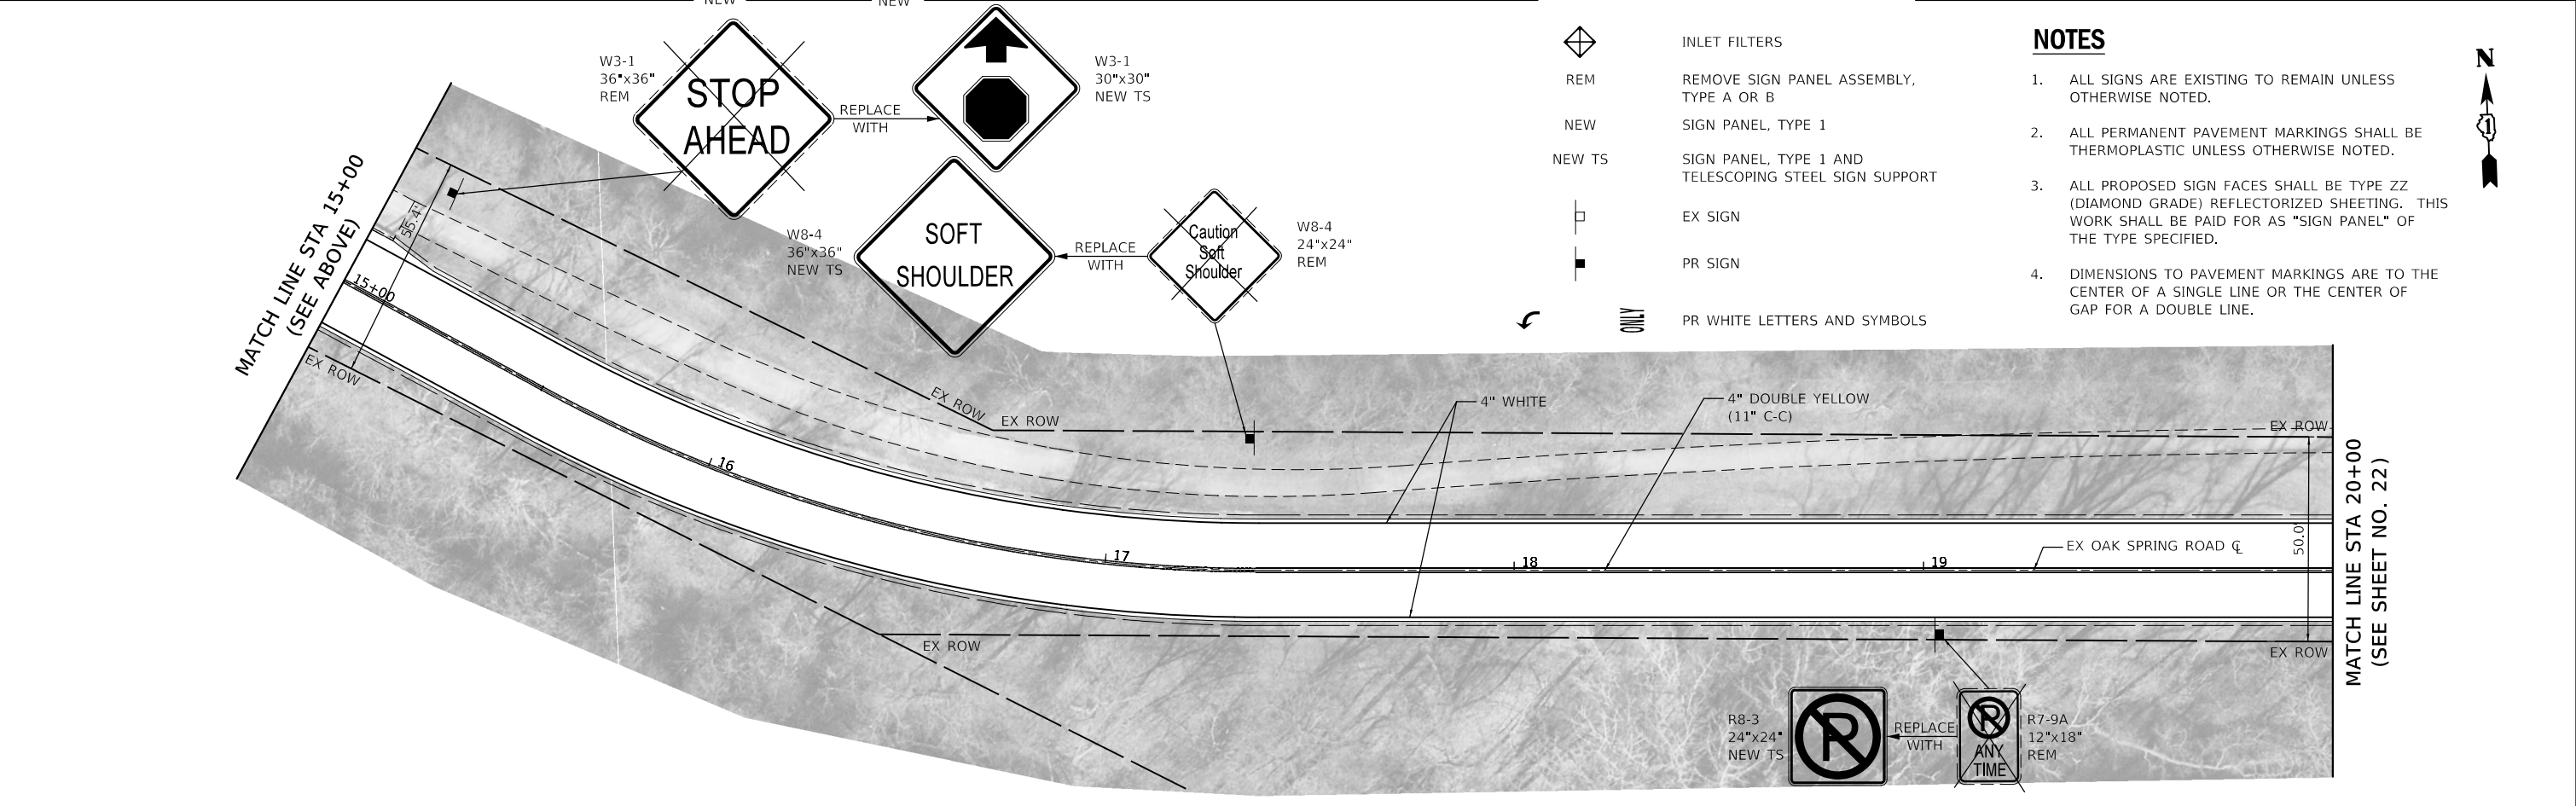 NEW
NEW
W3-1
36"x36"
REM
STOP
AHEAD
REPLACE
WITH
W3-1
30"x30"
NEW TS
W8-4
36"x36"
NEW TS
SOFT
SHOULDER
REPLACE
WITH
Caution
Soft
Shoulder
W8-4
24"x24"
REM
INLET FILTERS
REM
REMOVE SIGN PANEL ASSEMBLY,
TYPE A OR B
NEW
SIGN PANEL, TYPE 1
NEW TS
SIGN PANEL, TYPE 1 AND
TELESCOPING STEEL SIGN SUPPORT
EX SIGN
PR SIGN
ONLY
PR WHITE LETTERS AND SYMBOLS
NOTES
1. ALL SIGNS ARE EXISTING TO REMAIN UNLESS
OTHERWISE NOTED.
2. ALL PERMANENT PAVEMENT MARKINGS SHALL BE
THERMOPLASTIC UNLESS OTHERWISE NOTED.
3. ALL PROPOSED SIGN FACES SHALL BE TYPE ZZ
(DIAMOND GRADE) REFLECTORIZED SHEETING. THIS
WORK SHALL BE PAID FOR AS "SIGN PANEL" OF
THE TYPE SPECIFIED.
4. DIMENSIONS TO PAVEMENT MARKINGS ARE TO THE
CENTER OF A SINGLE LINE OR THE CENTER OF
GAP FOR A DOUBLE LINE.
N
1
MATCH LINE STA 15+00
(SEE ABOVE)
55.4'
15+00
EX ROW
EX ROW
EX ROW
4" WHITE
4" DOUBLE YELLOW
(11" C-C)
EX ROW
16
17
18
19
EX OAK SPRING ROAD ℄
50.0'
EX ROW
EX ROW
MATCH LINE STA 20+00
(SEE SHEET NO. 22)
R8-3
24"x24"
NEW TS
P
REPLACE
WITH
P
ANY
TIME
R7-9A
12"x18"
REM